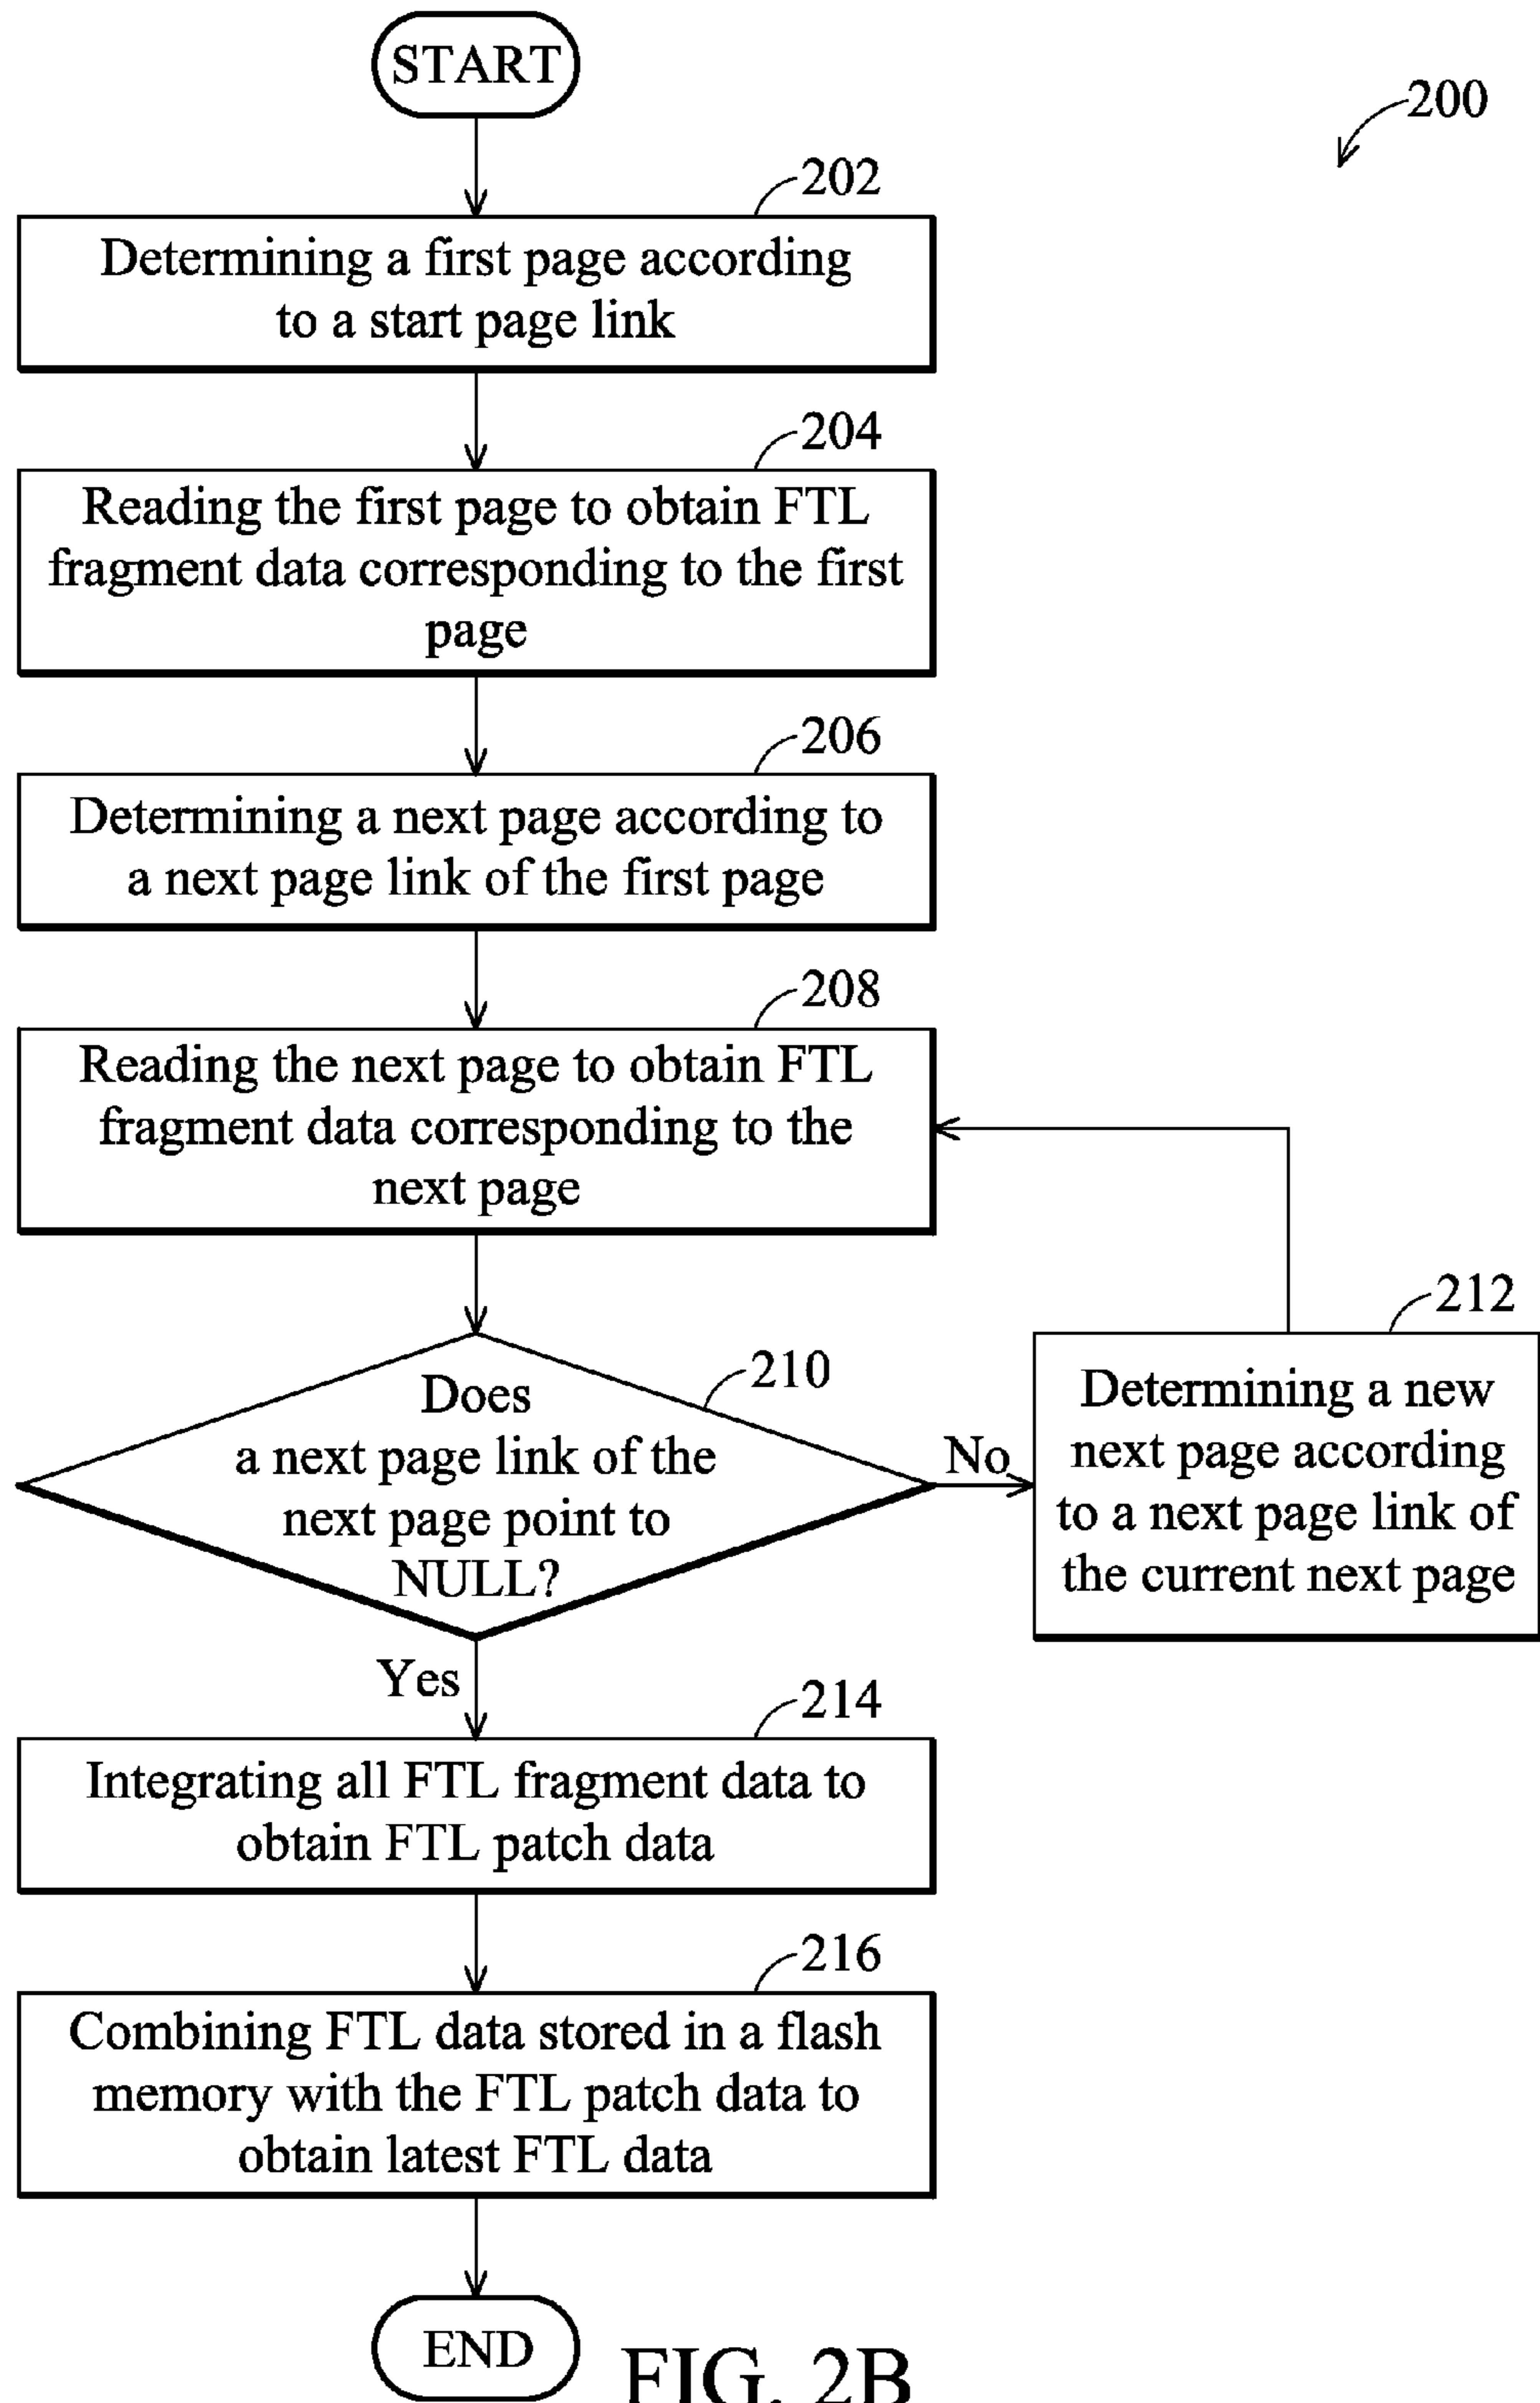 START
200
202
Determining a first page according
to a start page link
204
Reading the first page to obtain FTL
fragment data corresponding to the first
page
206
Determining a next page according to
a next page link of the first page
208
Reading the next page to obtain FTL
fragment data corresponding to the
next page
210
Does
a next page link of the
next page point to
NULL?
No
212
Determining a new
next page according
to a next page link of
the current next page
Yes
214
Integrating all FTL fragment data to
obtain FTL patch data
216
Combining FTL data stored in a flash
memory with the FTL patch data to
obtain latest FTL data
END
FIG. 2B